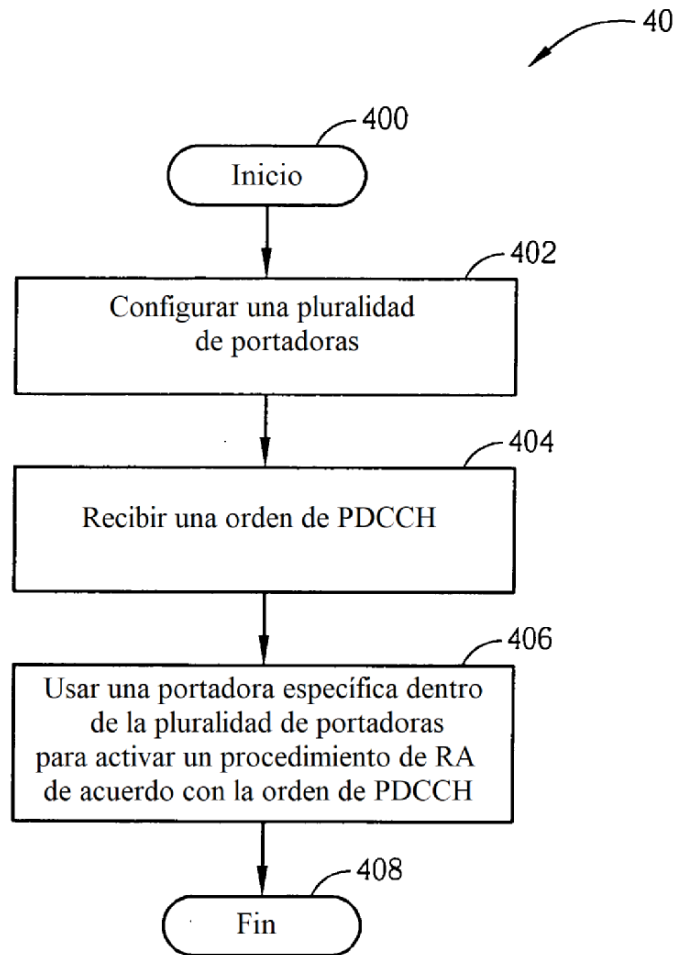 40
400
Inicio
402
Configurar una pluralidad
de portadoras
404
Recibir una orden de PDCCH
406
Usar una portadora específica dentro
de la pluralidad de portadoras
para activar un procedimiento de RA
de acuerdo con la orden de PDCCH
408
Fin